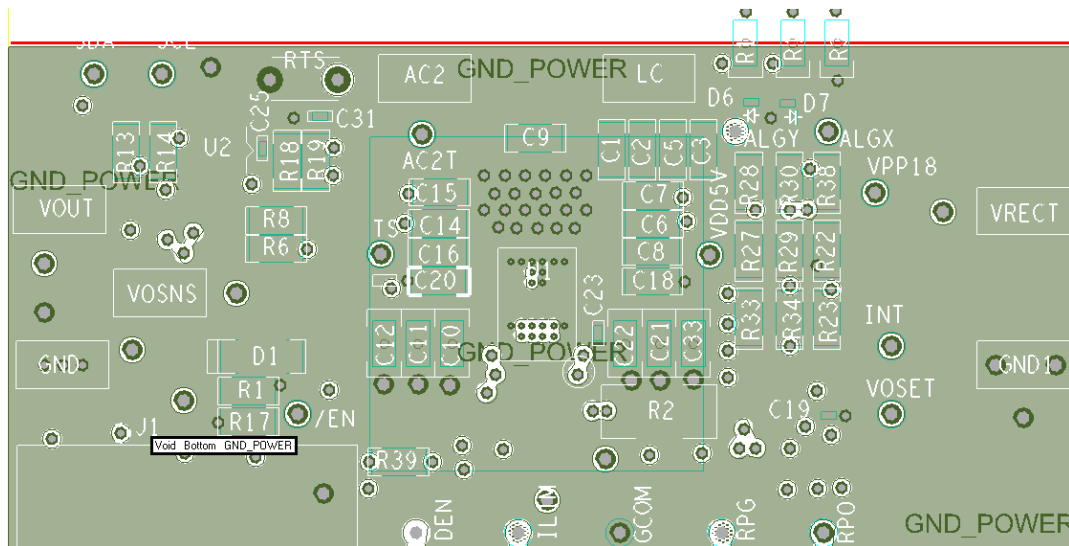 SDA
SCL
RTS
AC2
GND_POWER
LC
D6
D7
C25
C31
U2
R13
R14
R18
R19
C9
C1
C2
C5
C3
ALGY
ALGX
AC2T
GND_POWER
C15
C7
R28
R30
R38
VPP18
VOUT
R8
C14
C6
VDD5V
VRECT
R6
TS
C16
C8
R27
R29
R22
C20
C18
VOSNS
C23
R33
R34
R23
INT
GND
D1
C12
C11
C10
GND_POWER
C22
C21
C33
GND1
R1
R2
VOSET
J1
R17
/EN
C19
Void Bottom GND_POWER
R39
DEN
ILIM
GCOM
RPG
RPO
GND_POWER